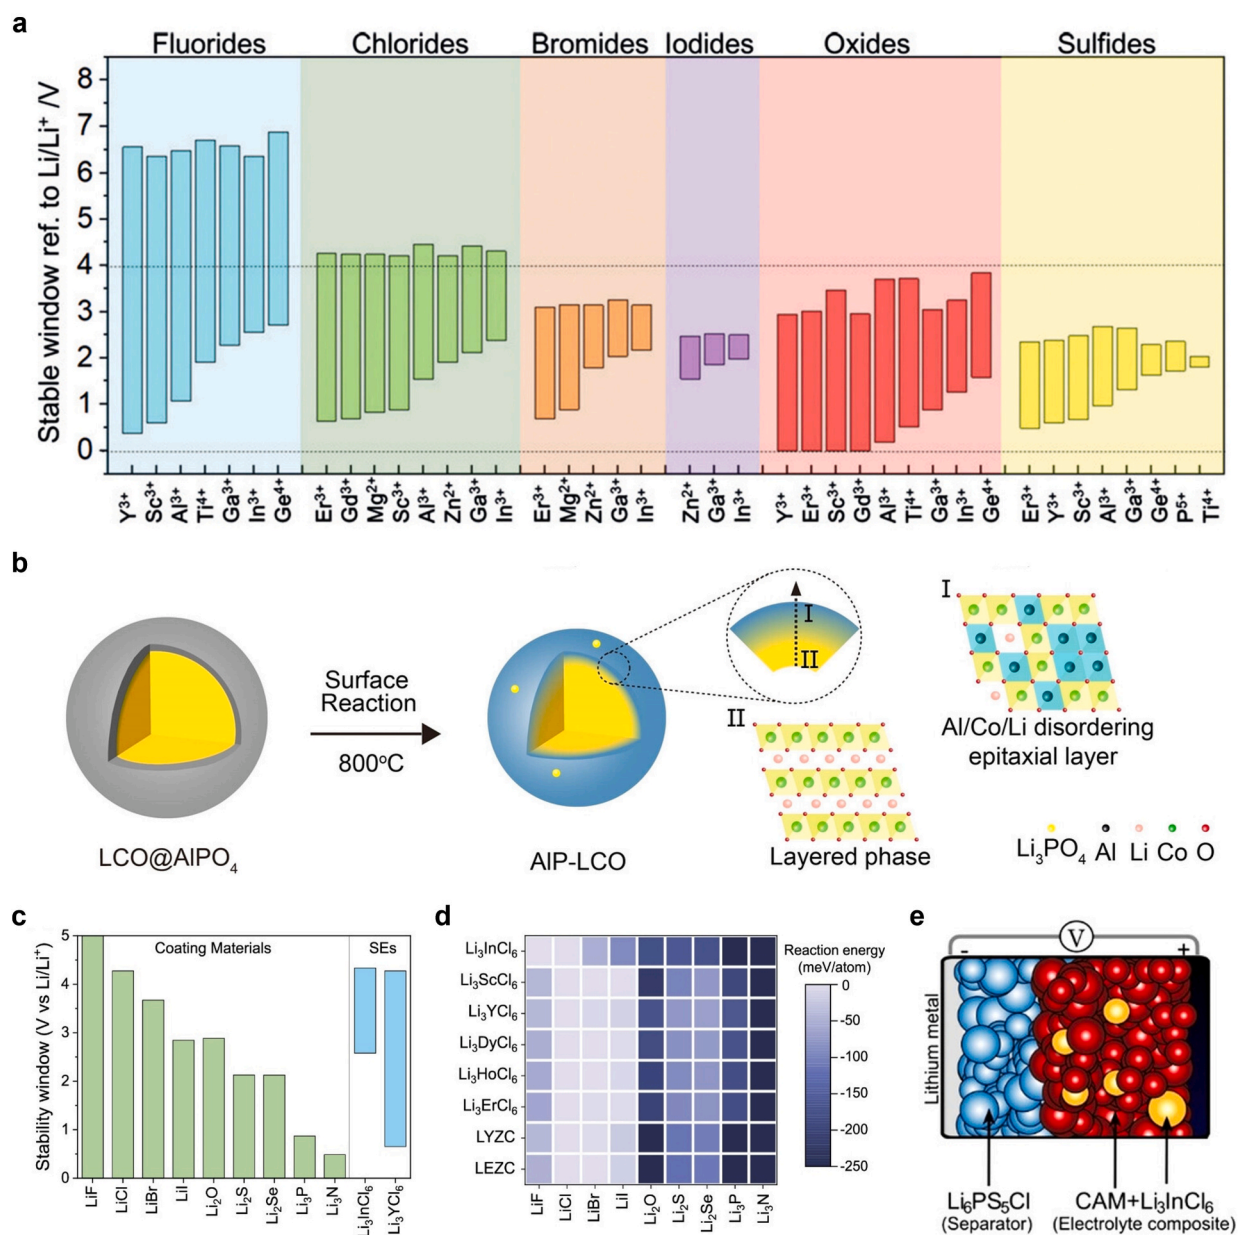 a
Fluorides Chlorides Bromides Iodides Oxides Sulfides
Stable window ref. to Li/Li⁺ /V
8
7
6
5
4
3
2
1
0
Y³⁺ Sc³⁺ Al³⁺ Ti⁴⁺ Ga³⁺ In³⁺ Ge⁴⁺ Er³⁺ Gd³⁺ Mg²⁺ Sc³⁺ Al³⁺ Zn²⁺ Ga³⁺ In³⁺ Er³⁺ Mg²⁺ Zn²⁺ Ga³⁺ In³⁺ Zn²⁺ Ga³⁺ In³⁺ Y³⁺ Er³⁺ Sc³⁺ Gd³⁺ Al³⁺ Ti⁴⁺ Ga³⁺ In³⁺ Ge⁴⁺ Er³⁺ Y³⁺ Sc³⁺ Al³⁺ Ga³⁺ Ge⁴⁺ P⁵⁺ Ti⁴⁺
b
LCO@AlPO₄
Surface
Reaction
800°C
AlP-LCO
I
II
II
Layered phase
I
Al/Co/Li disordering
epitaxial layer
Li₃PO₄ Al Li Co O
c
Stability window (V vs Li/Li⁺)
5
4
3
2
1
0
Coating Materials SEs
LiF LiCl LiBr LiI Li₂O Li₂S Li₂Se Li₃P Li₃N Li₃InCl₆ Li₃YCl₆
d
Li₃InCl₆
Li₃ScCl₆
Li₃YCl₆
Li₃DyCl₆
Li₃HoCl₆
Li₃ErCl₆
LYZC
LEZC
LiF LiCl LiBr LiI Li₂O Li₂S Li₂Se Li₃P Li₃N
Reaction energy
(meV/atom)
0
-50
-100
-150
-200
-250
e
V
- +
Lithium metal
Li₆PS₅Cl
(Separator)
CAM+Li₃InCl₆
(Electrolyte composite)